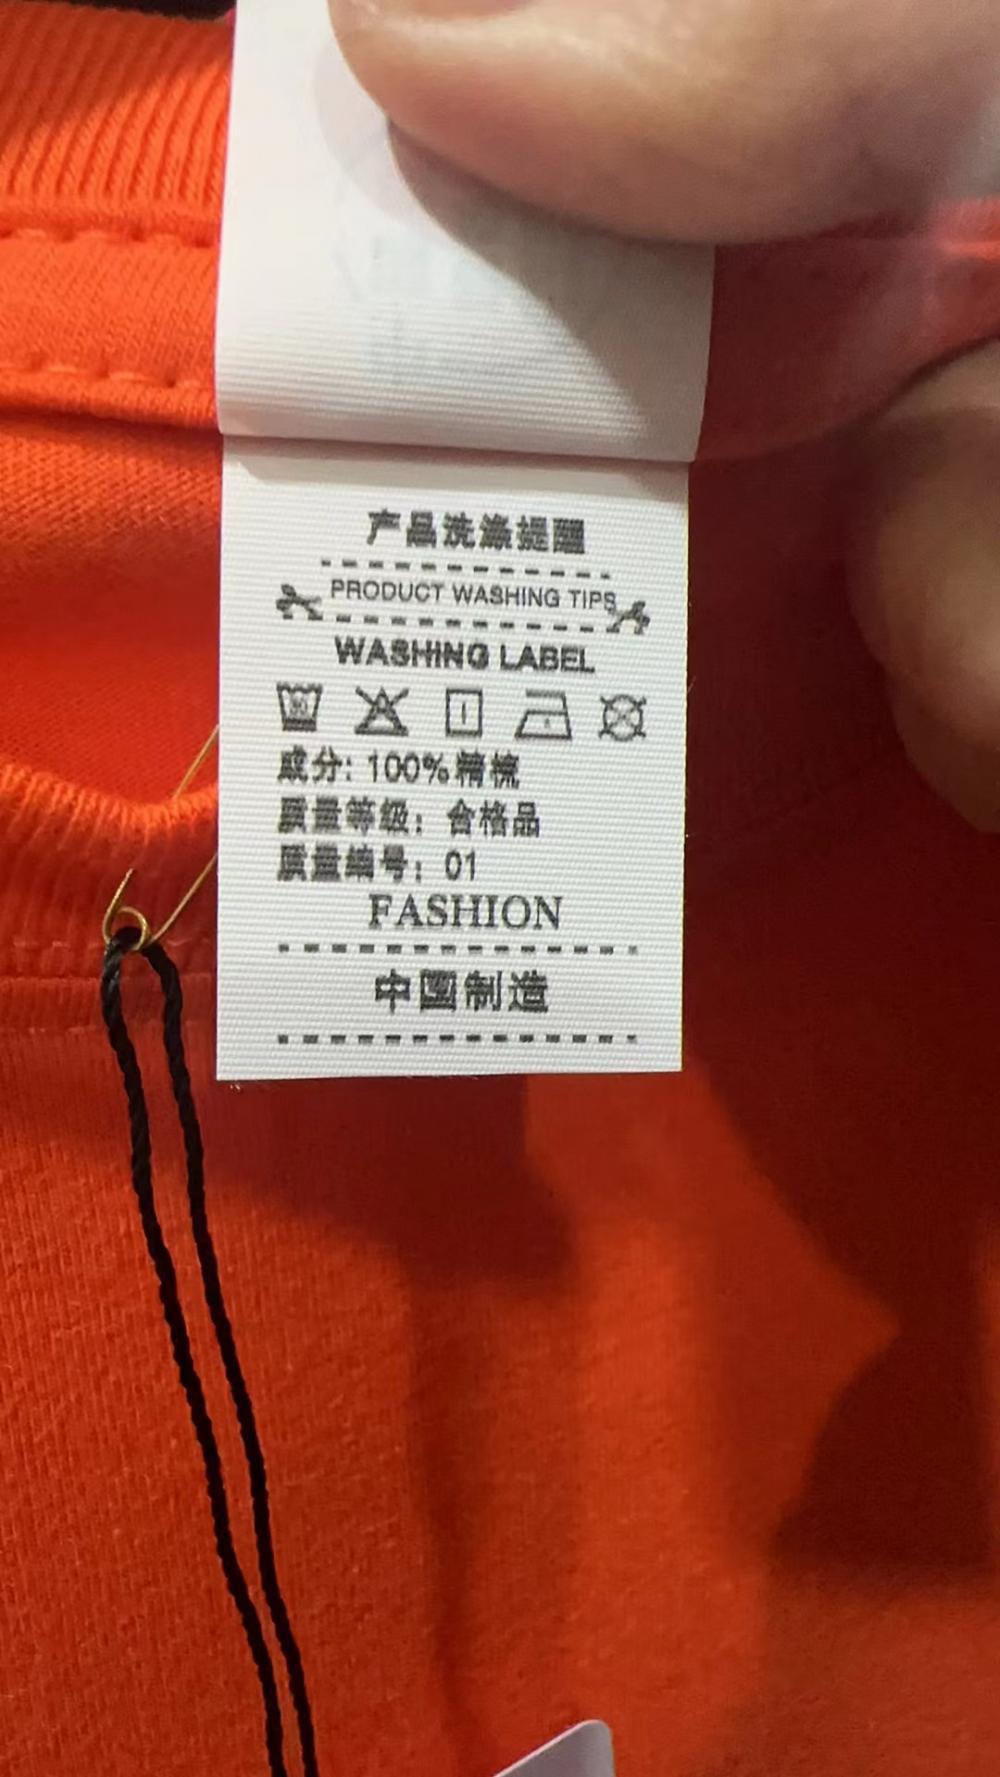 产品洗涤提醒
PRODUCT WASHING TIPS
WASHING LABEL
30
成分: 100%精梳
质量等级: 合格品
质量编号: 01
FASHION
中国制造